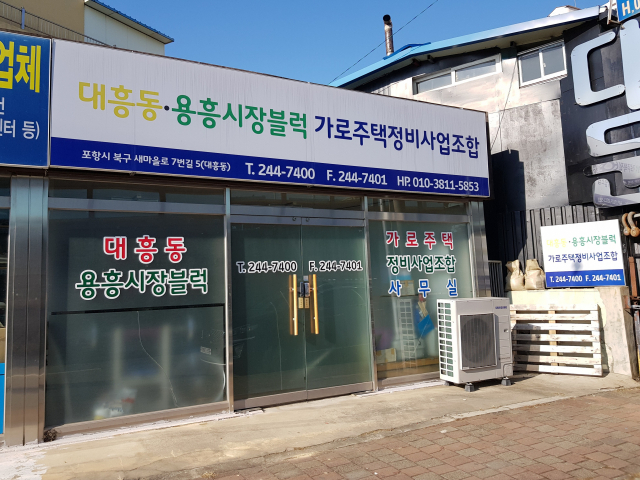 업체
터 등)
대흥동·용흥시장블럭 가로주택정비사업조합
포항시 북구 새마을로 7번길 5(대흥동) T. 244-7400 F. 244-7401 HP. 010-3811-5853
대흥동
용흥시장블럭
T. 244-7400 F. 244-7401
가로주택
정비사업조합
사무실
대흥동·용흥시장블럭
가로주택정비사업조합
T. 244-7400 F. 244-7401